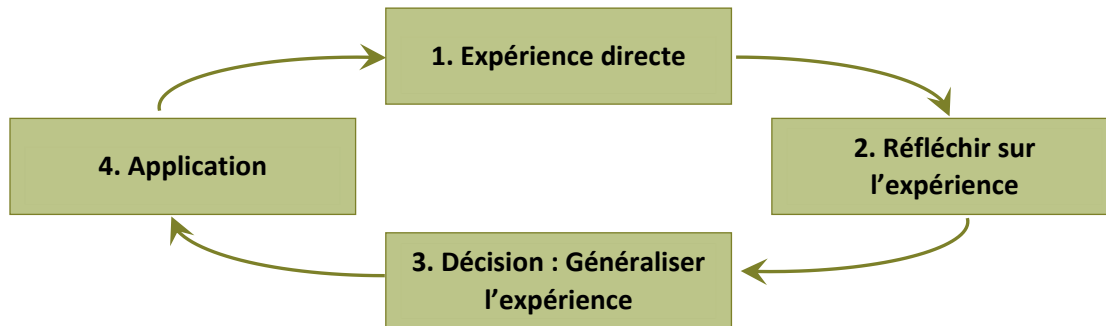 1. Expérience directe
2. Réfléchir sur
l’expérience
3. Décision : Généraliser
l’expérience
4. Application